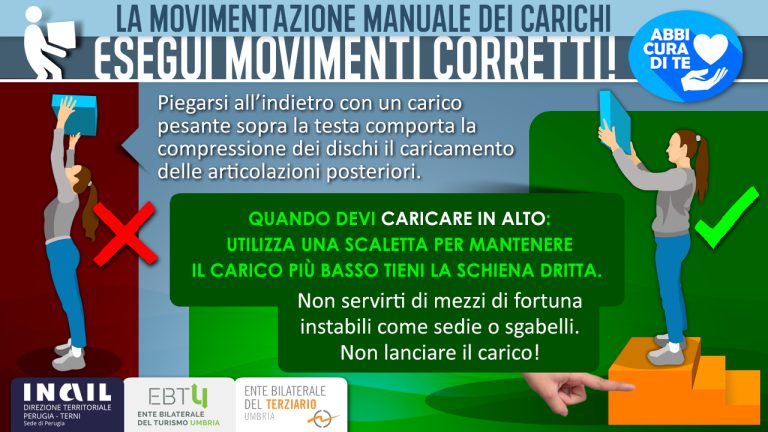 LA MOVIMENTAZIONE MANUALE DEI CARICHI
ESEGUI MOVIMENTI CORRETTI!
ABBI
CURA
DI TE
Piegarsi all'indietro con un carico
pesante sopra la testa comporta la
compressione dei dischi il caricamento
delle articolazioni posteriori.
QUANDO DEVI CARICARE IN ALTO:
UTILIZZA UNA SCALETTA PER MANTENERE
IL CARICO PIÙ BASSO TIENI LA SCHIENA DRITTA.
Non servirti di mezzi di fortuna
instabili come sedie o sgabelli.
Non lanciare il carico!
INAIL
DIREZIONE TERRITORIALE
PERUGIA - TERNI
Sede di Perugia
EBT4
ENTE BILATERALE
DEL TURISMO UMBRIA
ENTE BILATERALE
DEL TERZIARIO
UMBRIA